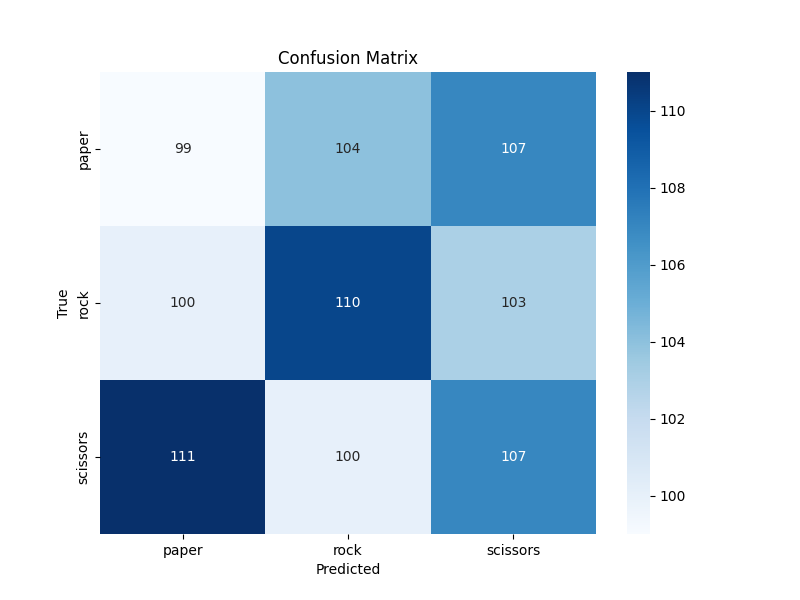 Confusion Matrix
paper
99
104
107
rock
100
110
103
scissors
111
100
107
True
paper
rock
scissors
Predicted
110
108
106
104
102
100